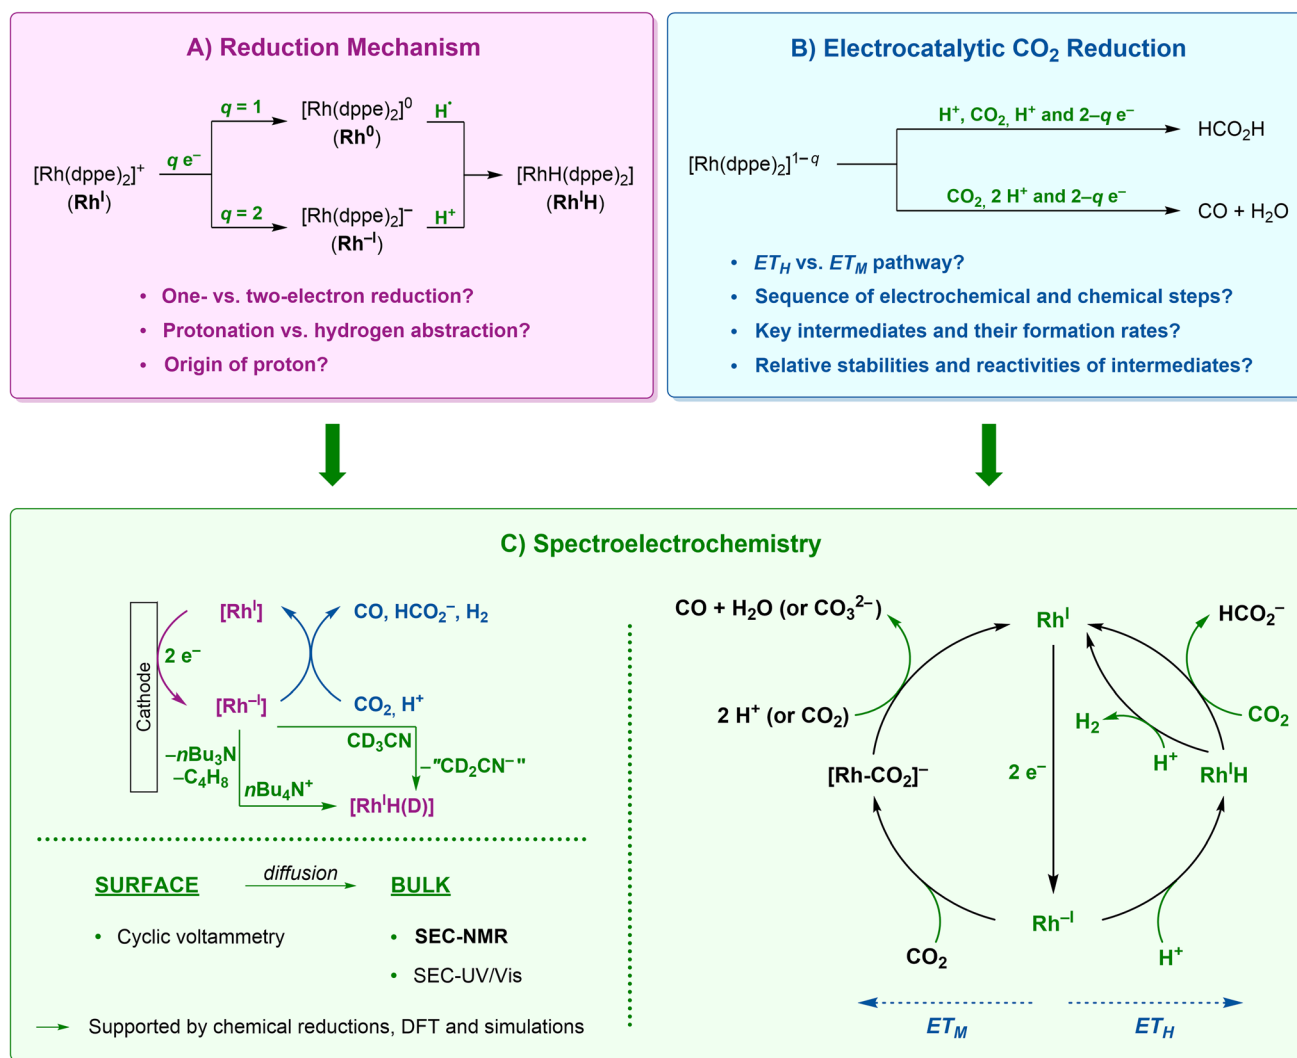 A) Reduction Mechanism
q = 1
[Rh(dppe)₂]⁰
(Rh⁰)
H•
[Rh(dppe)₂]⁺
(Rhᴵ)
q e⁻
[RhH(dppe)₂]
(RhᴵH)
q = 2
[Rh(dppe)₂]⁻
(Rh⁻ᴵ)
H⁺
• One- vs. two-electron reduction?
• Protonation vs. hydrogen abstraction?
• Origin of proton?
B) Electrocatalytic CO₂ Reduction
H⁺, CO₂, H⁺ and 2–q e⁻
HCO₂H
[Rh(dppe)₂]¹⁻q
CO₂, 2 H⁺ and 2–q e⁻
CO + H₂O
• ET_H vs. ET_M pathway?
• Sequence of electrochemical and chemical steps?
• Key intermediates and their formation rates?
• Relative stabilities and reactivities of intermediates?
C) Spectroelectrochemistry
Cathode
[Rhᴵ]
2 e⁻
[Rh⁻ᴵ]
CO, HCO₂⁻, H₂
CO₂, H⁺
CD₃CN
–"CD₂CN⁻"
–nBu₃N
–C₄H₈
nBu₄N⁺
[RhᴵH(D)]
SURFACE
diffusion
BULK
• Cyclic voltammetry
• SEC-NMR
• SEC-UV/Vis
→ Supported by chemical reductions, DFT and simulations
CO + H₂O (or CO₃²⁻)
Rhᴵ
HCO₂⁻
2 H⁺ (or CO₂)
H₂
CO₂
H⁺
[Rh-CO₂]⁻
2 e⁻
RhᴵH
Rh⁻ᴵ
CO₂
H⁺
ET_M
ET_H